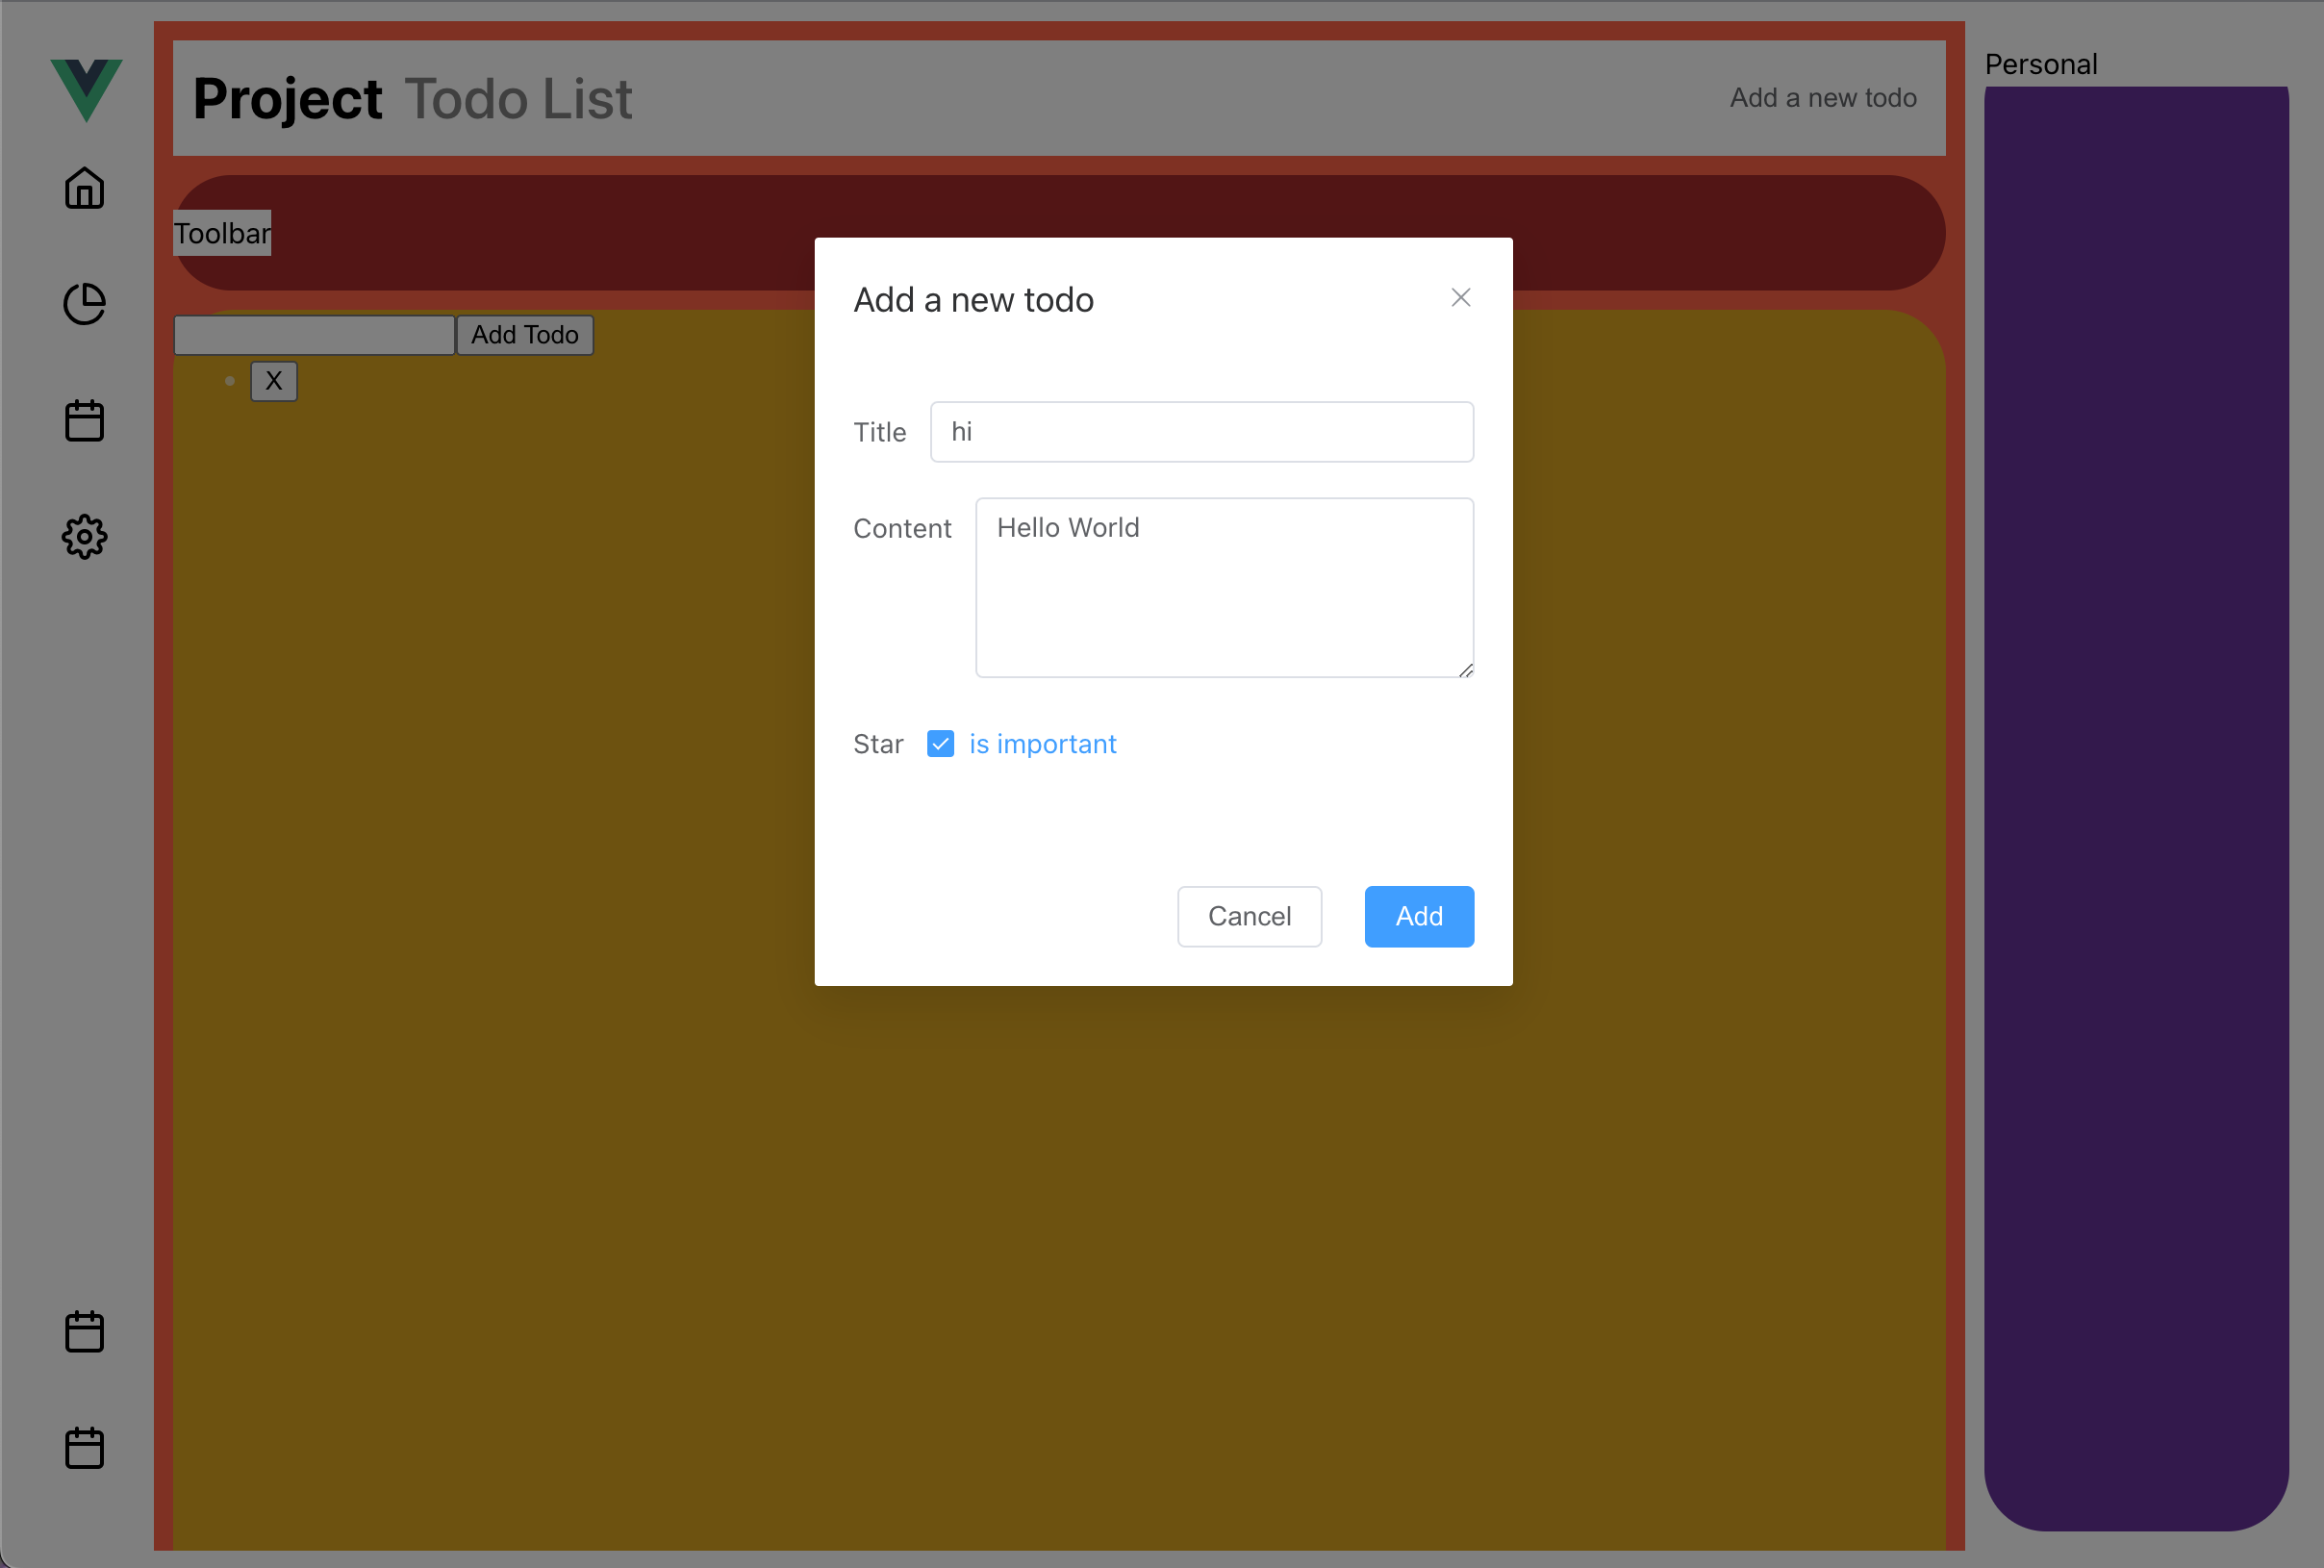 Project Todo List
Add a new todo
Personal
Toolbar
Add Todo
X
Add a new todo
Title hi
Content Hello World
Star is important
Cancel Add